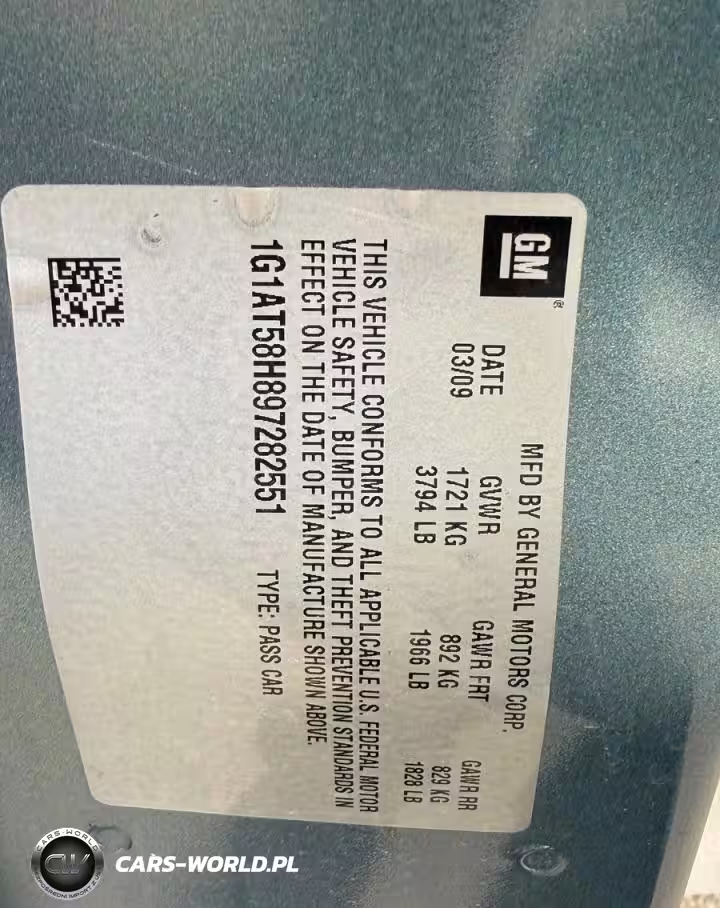 GM®
MFD BY GENERAL MOTORS CORP.
DATE GVWR GAWR FRT GAWR RR
03/09 1721 KG 892 KG 829 KG
3794 LB 1966 LB 1828 LB
THIS VEHICLE CONFORMS TO ALL APPLICABLE U.S. FEDERAL MOTOR
VEHICLE SAFETY, BUMPER, AND THEFT PREVENTION STANDARDS IN
EFFECT ON THE DATE OF MANUFACTURE SHOWN ABOVE.
1G1AT58H897282551 TYPE: PASS CAR
CARS-WORLD
CW
CARS-WORLD.PL